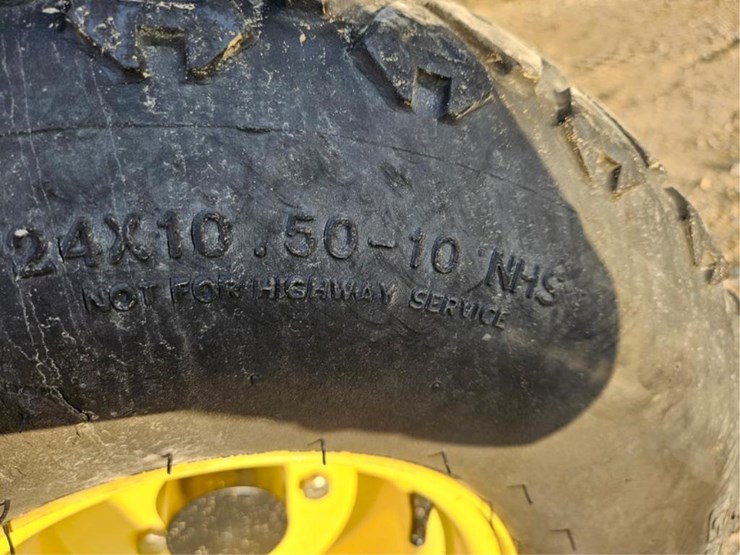 24X10.50-10 NHS
NOT FOR HIGHWAY SERVICE